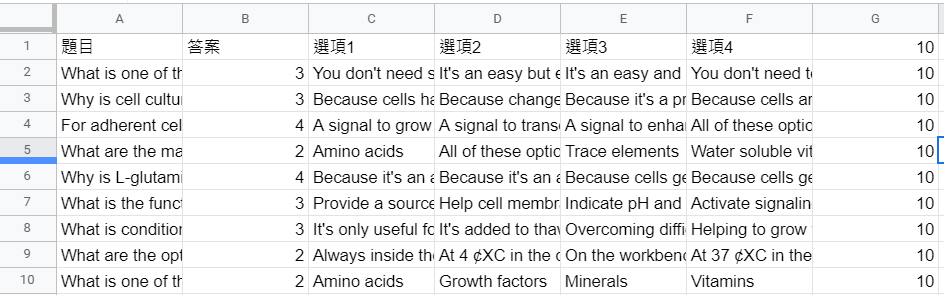 A B C D E F G
1 題目 答案 選項1 選項2 選項3 選項4 10
2 What is one of th 3 You don't need s It's an easy but e It's an easy and You don't need to 10
3 Why is cell cultu 3 Because cells ha Because change Because it's a pr Because cells ar 10
4 For adherent cel 4 A signal to grow A signal to trans A signal to enha All of these optic 10
5 What are the ma 2 Amino acids All of these optic Trace elements Water soluble vit 10
6 Why is L-glutami 4 Because it's an a Because it's an a Because cells ge Because cells ge 10
7 What is the funct 3 Provide a source Help cell membr Indicate pH and Activate signalin 10
8 What is condition 3 It's only useful fo It's added to thav Overcoming diffi Helping to grow 10
9 What are the opt 2 Always inside the At 4 ¢XC in the c On the workbenc At 37 ¢XC in the 10
10 What is one of th 2 Amino acids Growth factors Minerals Vitamins 10